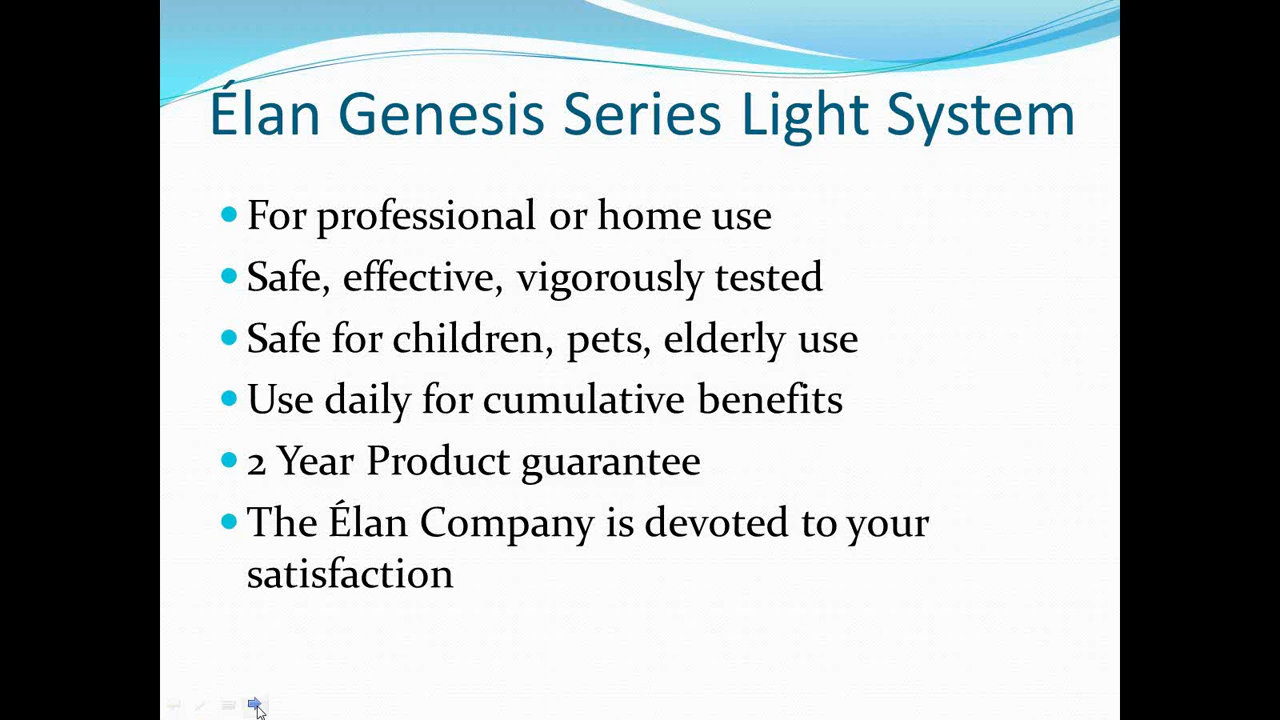 Élan Genesis Series Light System
For professional or home use
Safe, effective, vigorously tested
Safe for children, pets, elderly use
Use daily for cumulative benefits
2 Year Product guarantee
The Élan Company is devoted to your
satisfaction